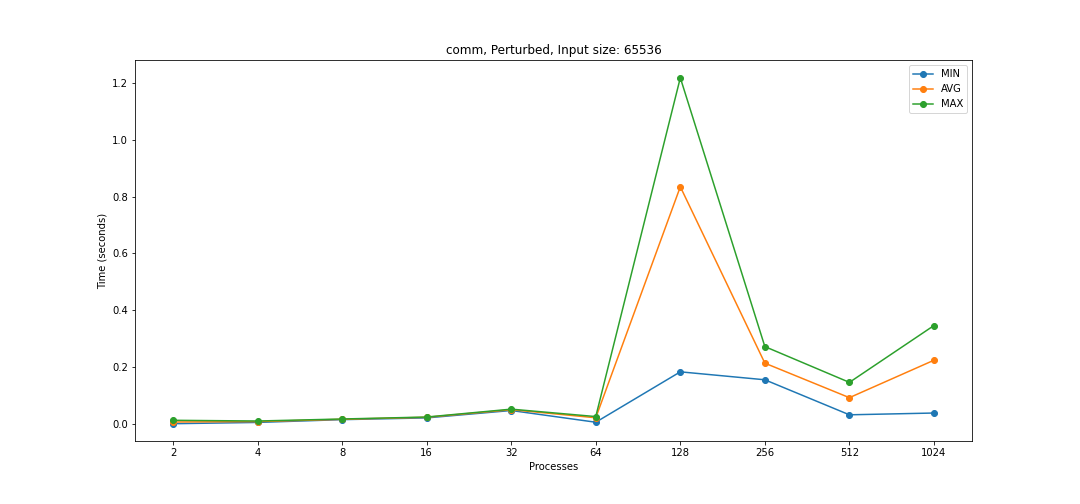 comm, Perturbed, Input size: 65536
MIN
AVG
MAX
Time (seconds)
1.2
1.0
0.8
0.6
0.4
0.2
0.0
2 4 8 16 32 64 128 256 512 1024
Processes